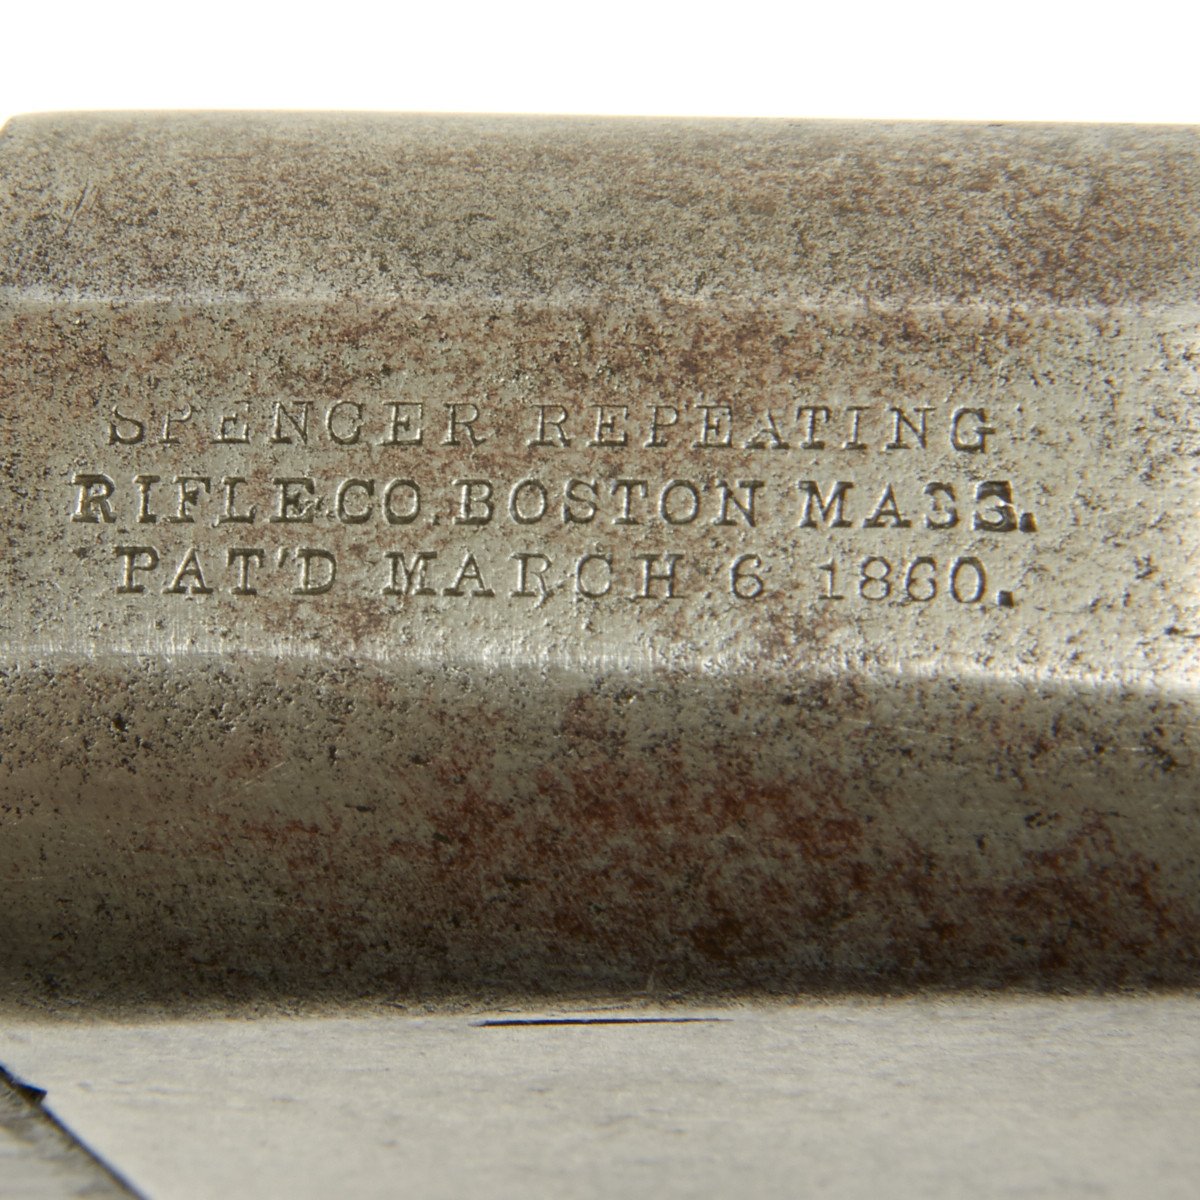 SPENCER REPEATING
RIFLE CO. BOSTON MASS.
PAT'D MARCH 6 1860.